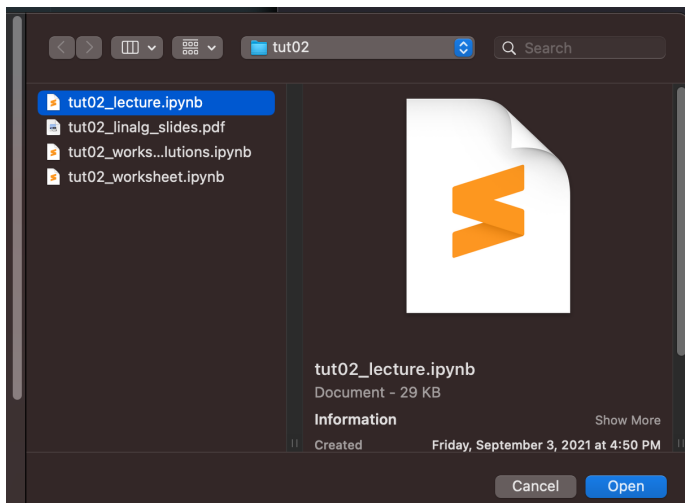 tut02
Search
tut02_lecture.ipynb
tut02_linalg_slides.pdf
tut02_works...lutions.ipynb
tut02_worksheet.ipynb
tut02_lecture.ipynb
Document - 29 KB
Information Show More
Created Friday, September 3, 2021 at 4:50 PM
Cancel Open